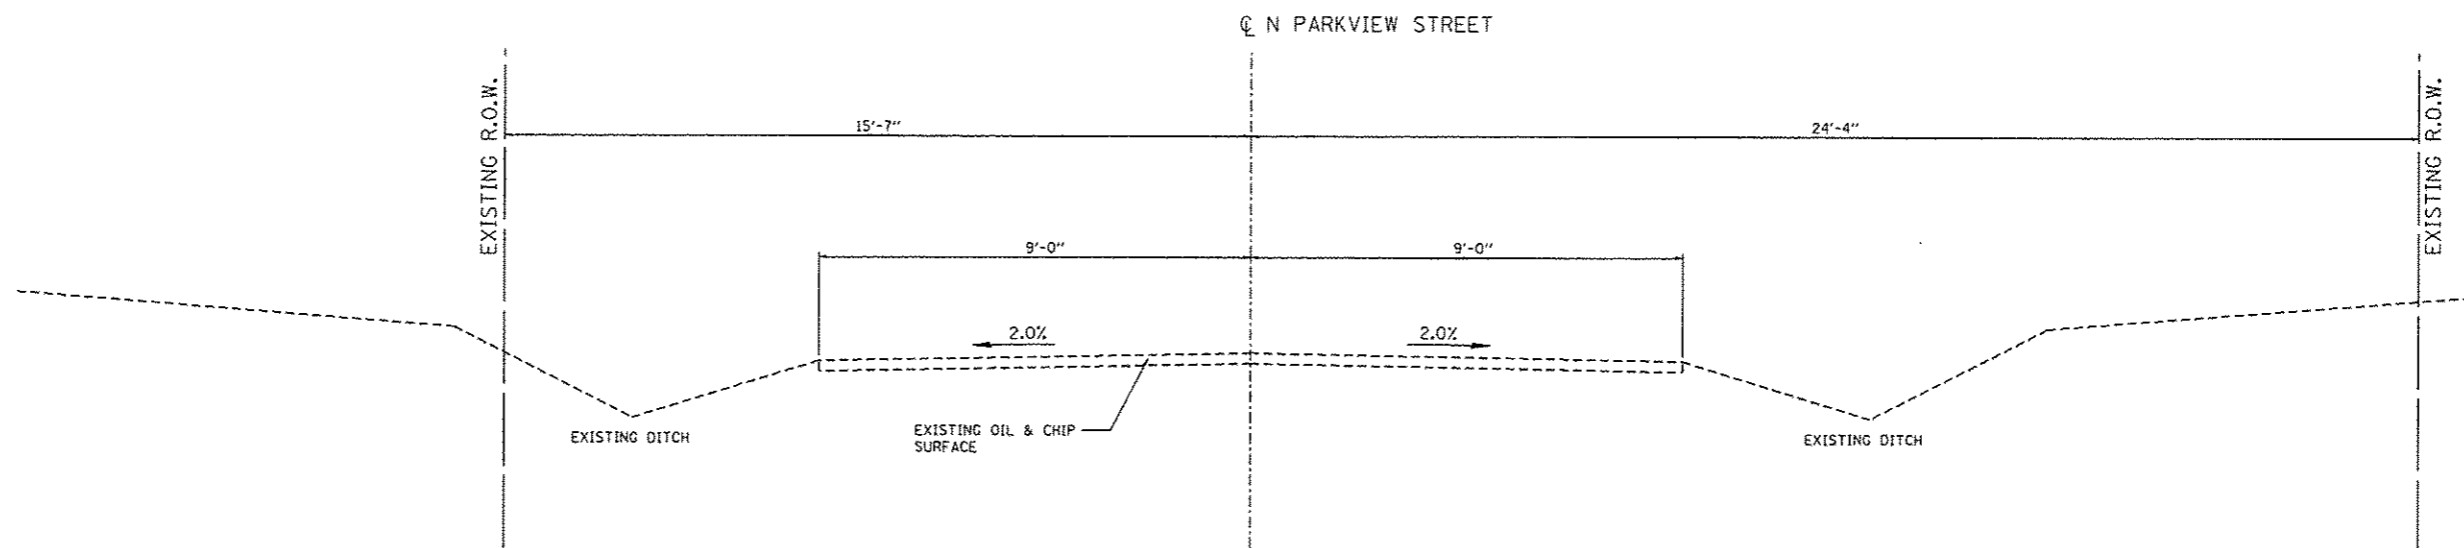 ℄ N PARKVIEW STREET
EXISTING R.O.W.
EXISTING R.O.W.
15'-7"
24'-4"
9'-0"
9'-0"
2.0%
2.0%
EXISTING DITCH
EXISTING OIL & CHIP
SURFACE
EXISTING DITCH